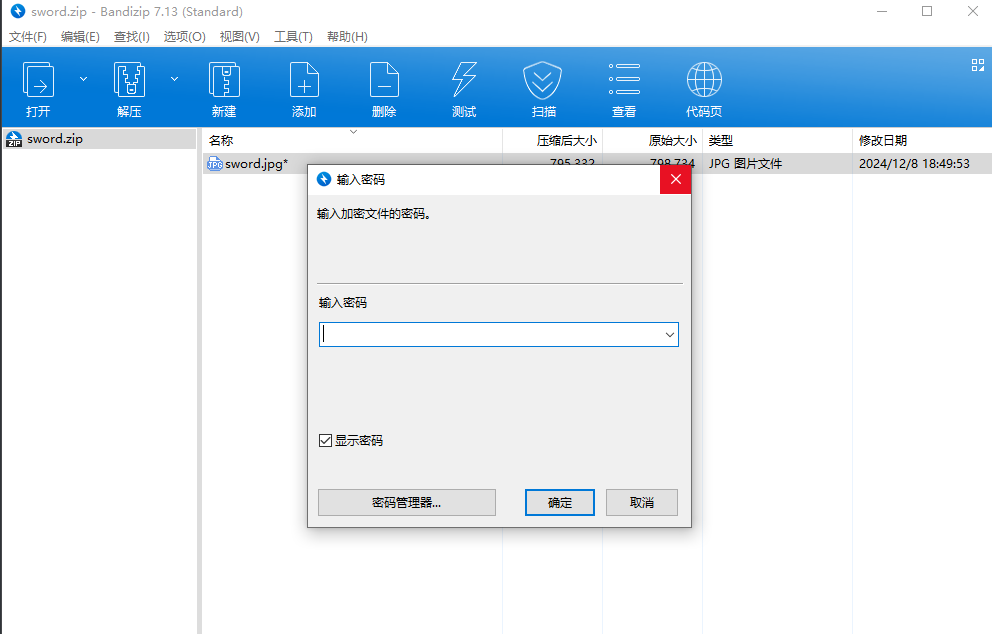 sword.zip - Bandizip 7.13 (Standard)
文件(F) 编辑(E) 查找(I) 选项(O) 视图(V) 工具(T) 帮助(H)
打开 解压 新建 添加 删除 测试 扫描 查看 代码页
sword.zip
名称 压缩后大小 原始大小 类型 修改日期
sword.jpg* 795,332 798,734 JPG 图片文件 2024/12/8 18:49:53
输入密码
输入加密文件的密码。
输入密码
显示密码
密码管理器... 确定 取消